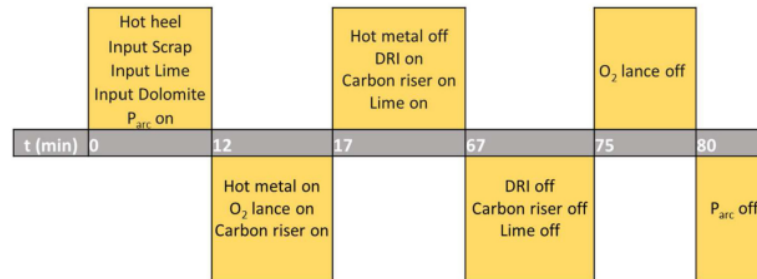 Hot heel
Input Scrap
Input Lime
Input Dolomite
P_arc on
Hot metal off
DRI on
Carbon riser on
Lime on
O₂ lance off
t (min) 0 12 17 67 75 80
Hot metal on
O₂ lance on
Carbon riser on
DRI off
Carbon riser off
Lime off
P_arc off